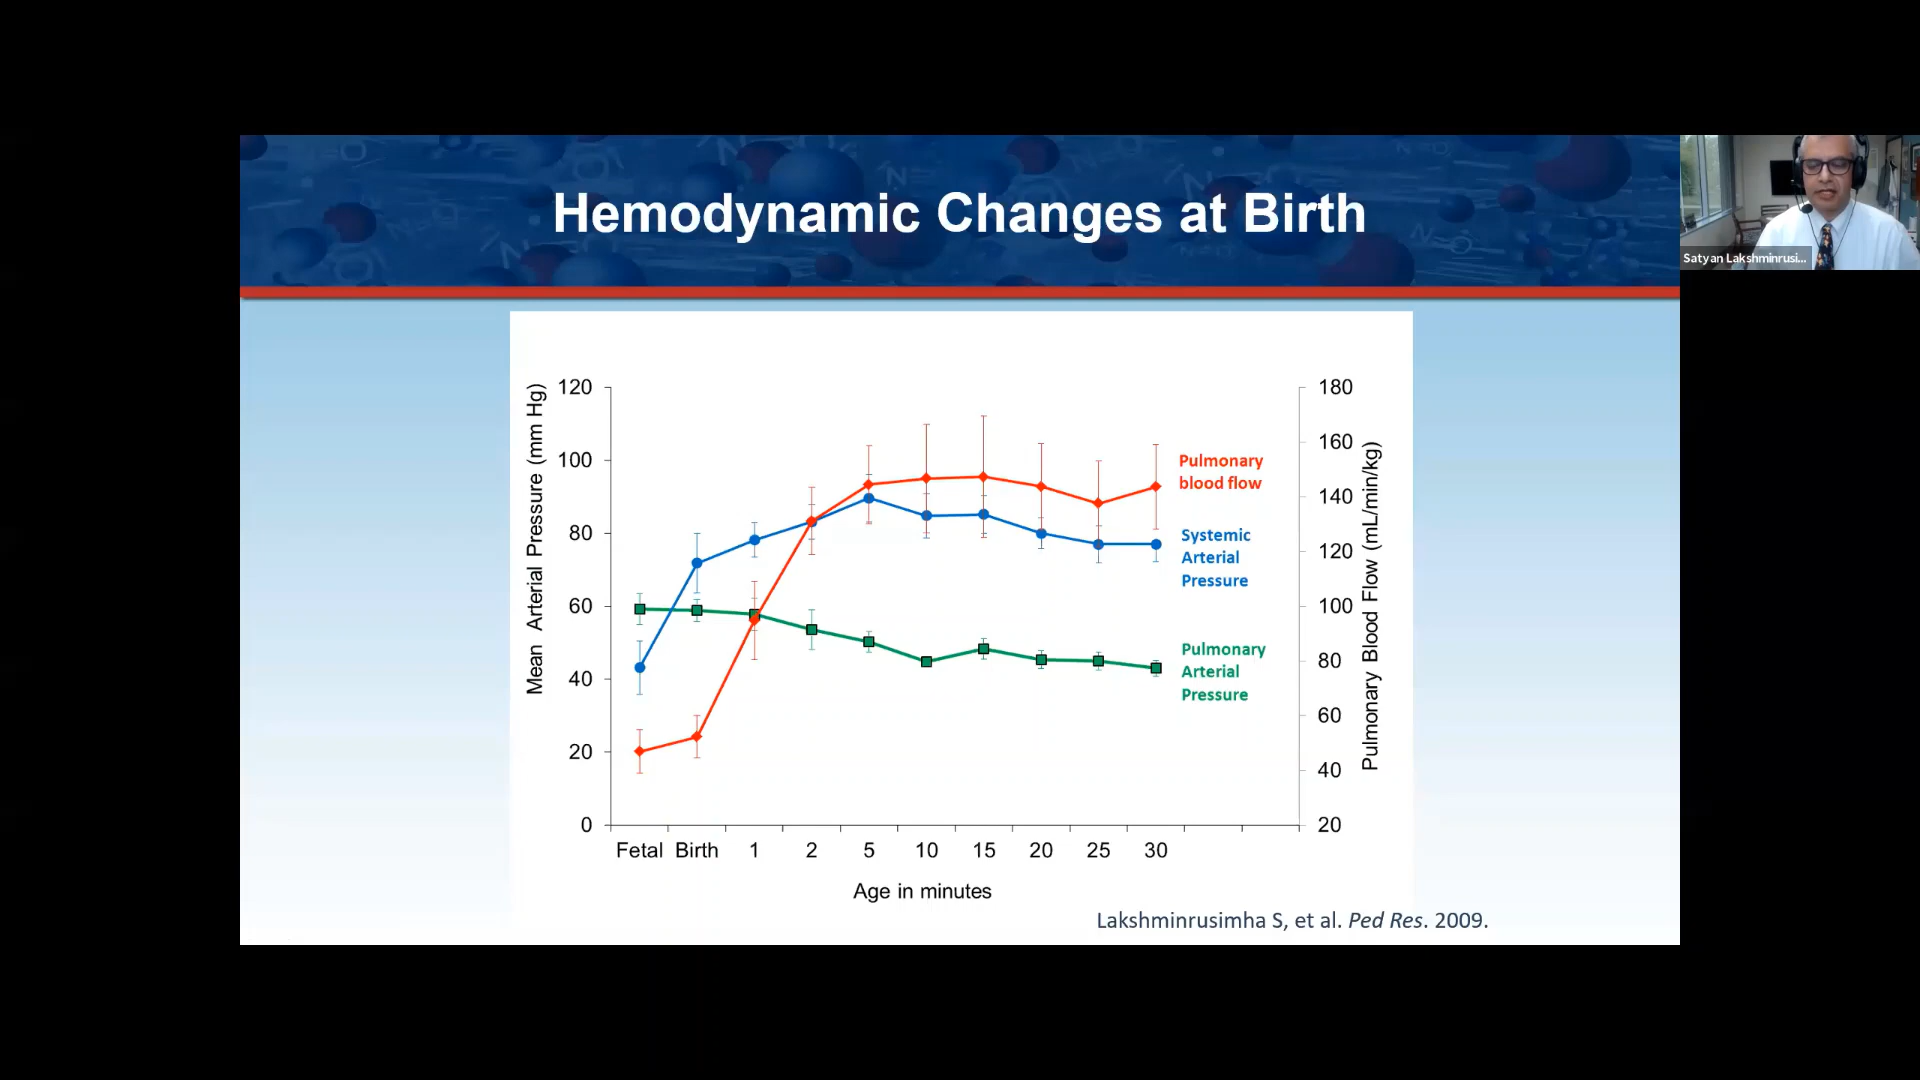 Hemodynamic Changes at Birth
Satyan Lakshminrusi...
Mean Arterial Pressure (mm Hg)
120
100
80
60
40
20
0
180
160
140
120
100
80
60
40
20
Pulmonary Blood Flow (mL/min/kg)
Pulmonary
blood flow
Systemic
Arterial
Pressure
Pulmonary
Arterial
Pressure
Fetal Birth 1 2 5 10 15 20 25 30
Age in minutes
Lakshminrusimha S, et al. Ped Res. 2009.